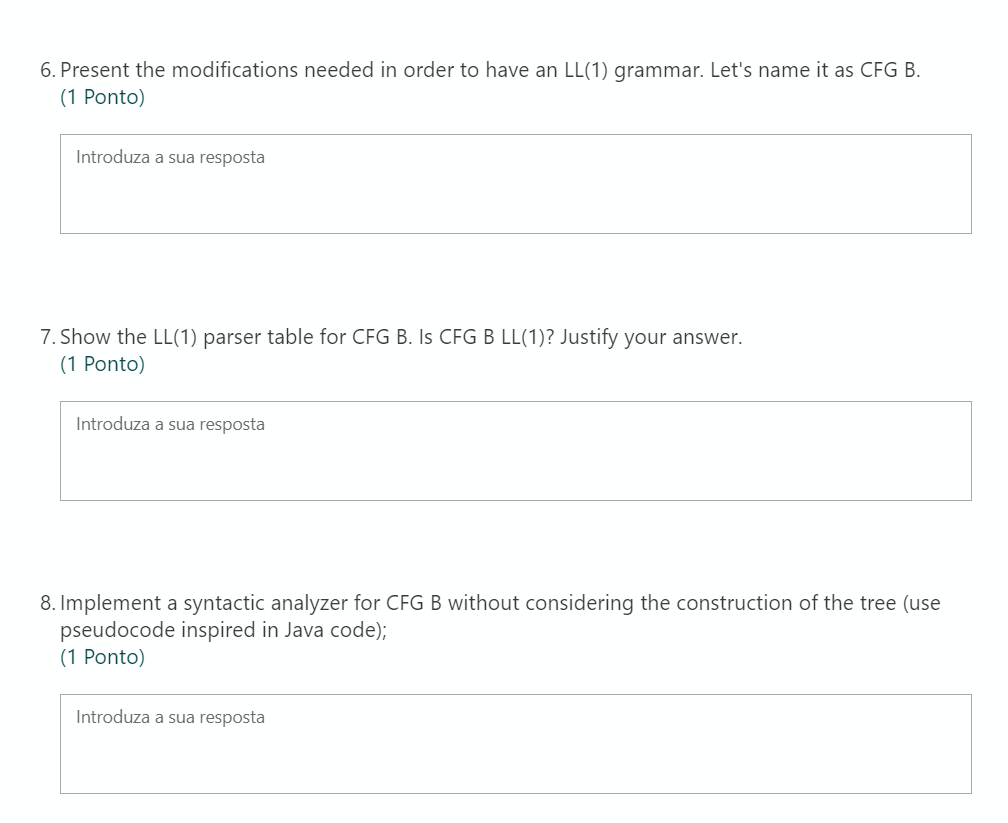 6. Present the modifications needed in order to have an LL(1) grammar. Let's name it as CFG B.
(1 Ponto)
Introduza a sua resposta
7. Show the LL(1) parser table for CFG B. Is CFG B LL(1)? Justify your answer.
(1 Ponto)
Introduza a sua resposta
8. Implement a syntactic analyzer for CFG B without considering the construction of the tree (use
pseudocode inspired in Java code);
(1 Ponto)
Introduza a sua resposta